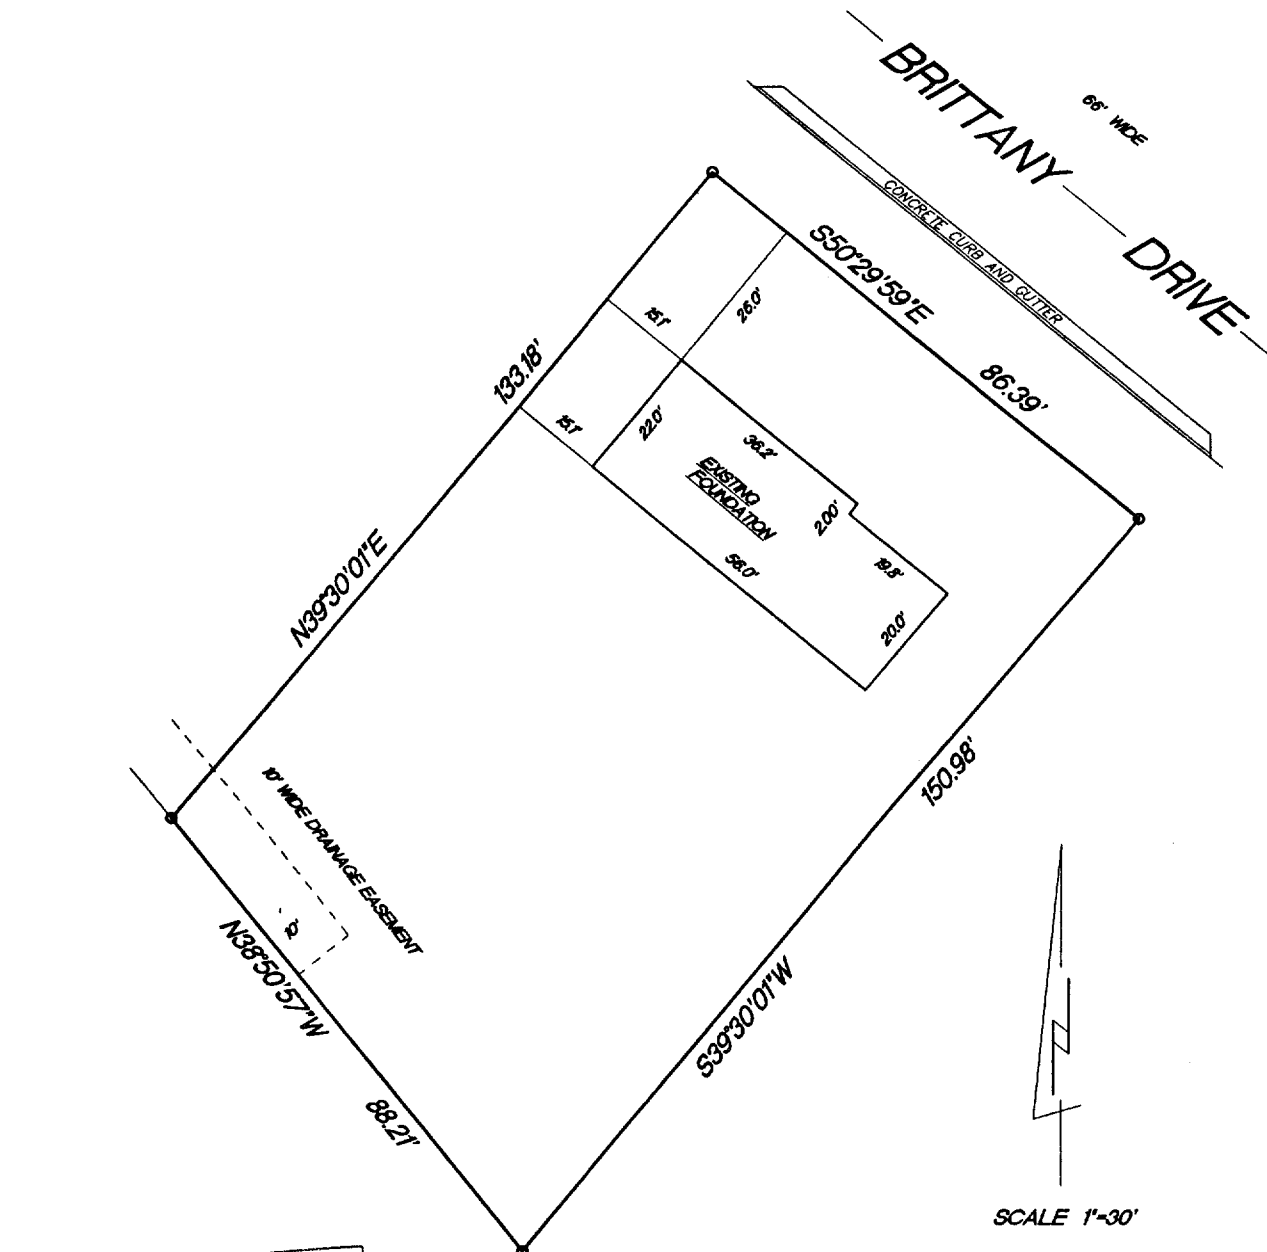 BRITTANY DRIVE
66' WIDE
CONCRETE CURB AND GUTTER
S50°29'59"E 86.39'
15.1'
26.0'
133.18'
15.1'
22.0'
36.2'
EXISTING
FOUNDATION
2.00'
19.8'
56.0'
20.0'
N39°30'01"E
10' WIDE DRAINAGE EASEMENT
150.98'
10'
N38°50'57"W
88.21'
S39°30'01"W
SCALE 1"=30'